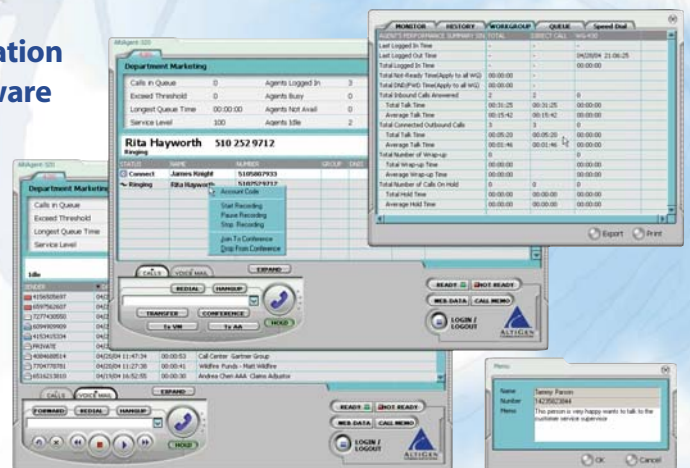 ation
ware
AltiAgent 520
Department Marketing
Calls in Queue 0 Agents Logged In 3
Exceed Threshold 0 Agents Busy 0
Longest Queue Time 00:00:00 Agents Not Avail 0
Service Level 100 Agents Idle 2
Rita Hayworth 510 252 9712
Ringing
STATUS NAME NUMBER GROUP DNIS
Connect James Knight 5105807933
Ringing Rita Hayworth 5102529712
Account Code
Start Recording
Pause Recording
Stop Recording
Join To Conference
Drop From Conference
CALLS VOICE MAIL EXPAND
REDIAL HANGUP
TRANSFER CONFERENCE
To VM To AA HOLD
READY NOT READY
WEB DATA CALL MEMO
LOGIN / LOGOUT
ALTIGEN
MONITOR HISTORY WORKGROUP QUEUE Speed Dial
AGENT'S PERFORMANCE SUMMARY SIN TOTAL DIRECT CALL WG-430
Last Logged In Time - -
Last Logged Out Time - - 04/28/04 21:06:25
Total Logged In Time - - 00:00:00
Total Not-Ready Time(Apply to all WG) 00:00:00 - -
Total DND/FWD Time(Apply to all WG) 00:00:00 - -
Total Inbound Calls Answered 2 2 0
Total Talk Time 00:31:25 00:31:25 00:00:00
Average Talk Time 00:15:42 00:15:42 00:00:00
Total Connected Outbound Calls 3 3 0
Total Talk Time 00:05:20 00:05:20 00:00:00
Average Talk Time 00:01:46 00:01:46 00:00:00
Total Number of Wrap-up 0 0
Total Wrap-up Time 00:00:00 00:00:00
Average Wrap-up Time 00:00:00 00:00:00
Total Number of Calls On Hold 0 0 0
Total Hold Time 00:00:00 00:00:00 00:00:00
Average Hold Time 00:00:00 00:00:00 00:00:00
Export Print
AltiAgent 520
Department Marketing
Calls in Queue
Exceed Threshold
Longest Queue Time
Service Level
Idle
SENDER
4156505697
6597562607
7277430550
6094909909
4153415334
PRIVATE
4084688514 04/28/04 11:47:34 00:00:53 Call Center Gartner Group
7704778781 04/28/04 11:27:38 00:00:41 Wildfire Funds - Matt Wildfire
6516213810 04/19/04 16:52:55 00:00:30 Andrea Chen AAA Claims Adjustor
CALLS VOICE MAIL EXPAND
FORWARD REDIAL HANGUP
HOLD
READY NOT READY
WEB DATA CALL MEMO
LOGIN / LOGOUT
ALTIGEN
Memo
Name Tammy Parson
Number 14235823044
Memo This person is very happy wants to talk to the
customer service supervisor
OK Cancel